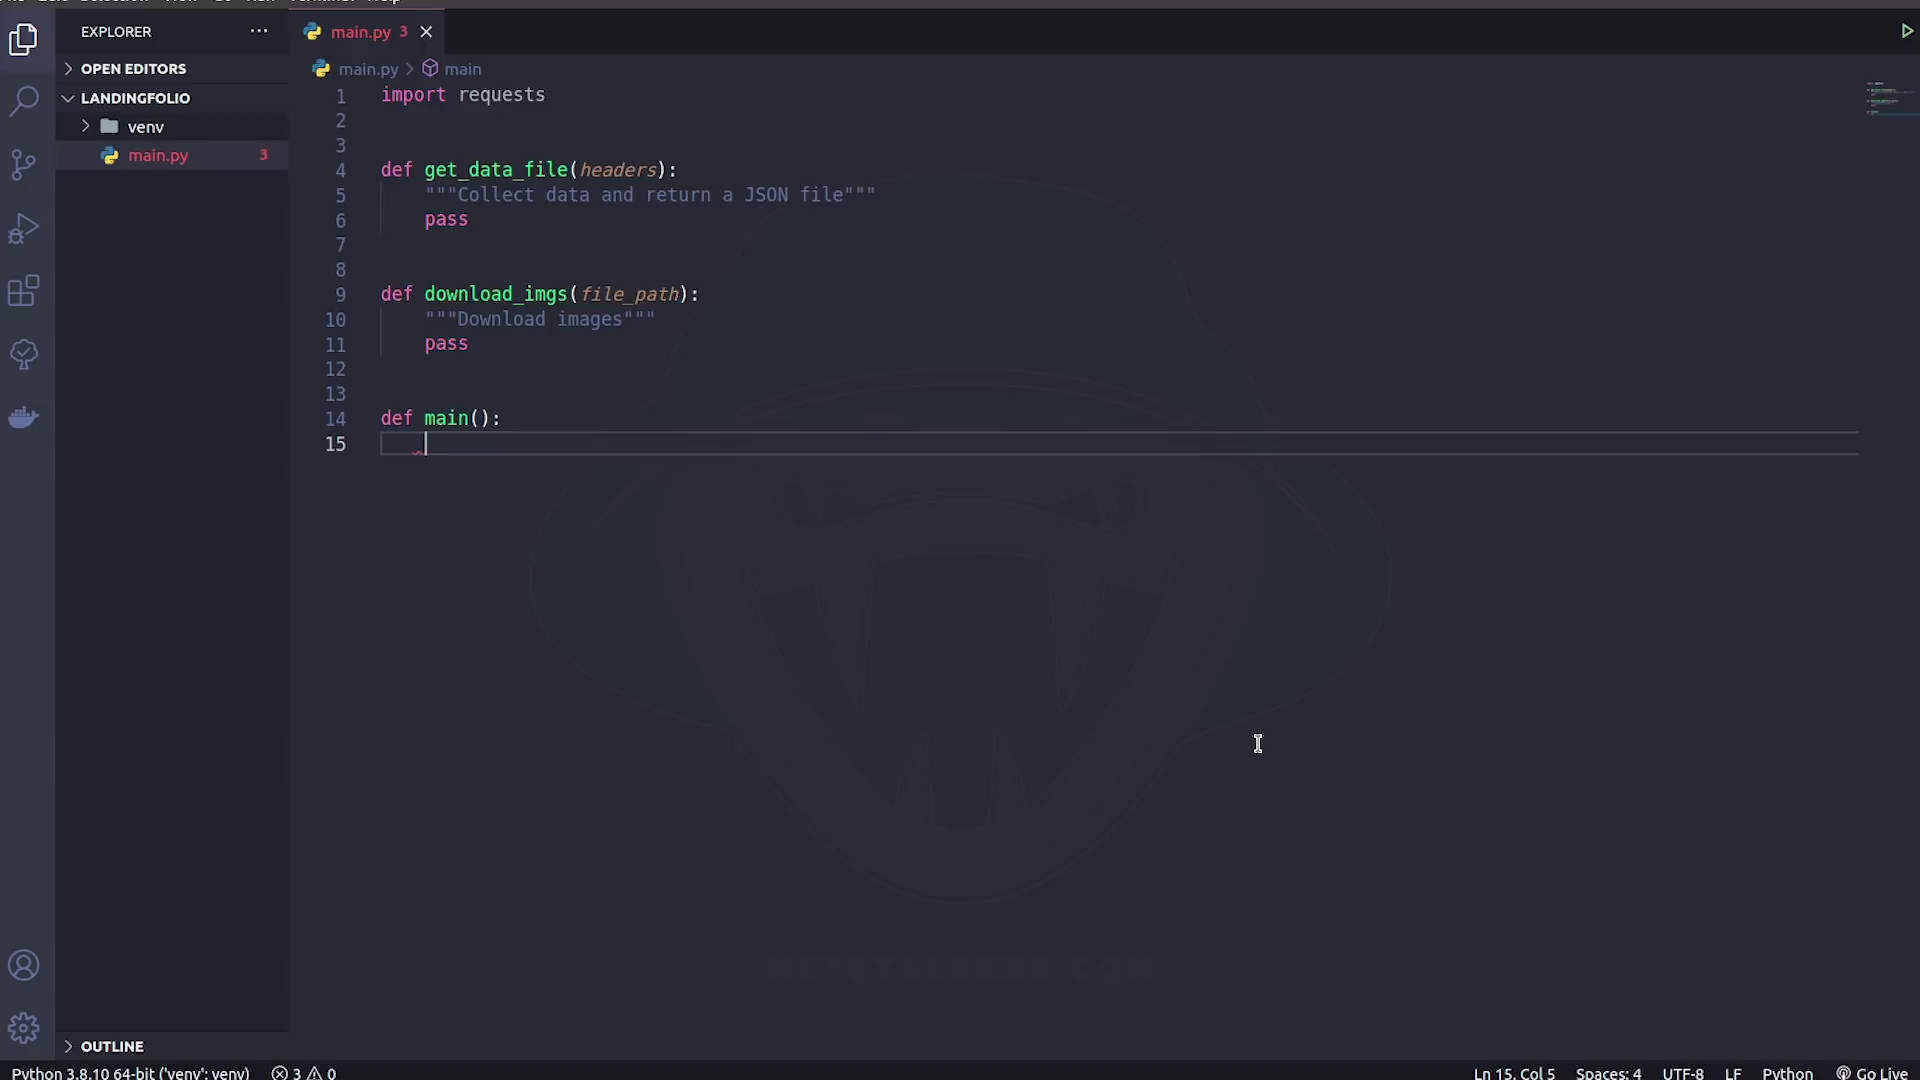 EXPLORER
main.py 3
OPEN EDITORS
LANDINGFOLIO
venv
main.py 3
main.py > main
1 import requests
2
3
4 def get_data_file(headers):
5 """Collect data and return a JSON file"""
6 pass
7
8
9 def download_imgs(file_path):
10 """Download images"""
11 pass
12
13
14 def main():
15
OUTLINE
Python 3.8.10 64-bit ('venv': venv) 3 0 Ln 15, Col 5 Spaces: 4 UTF-8 LF Python Go Live